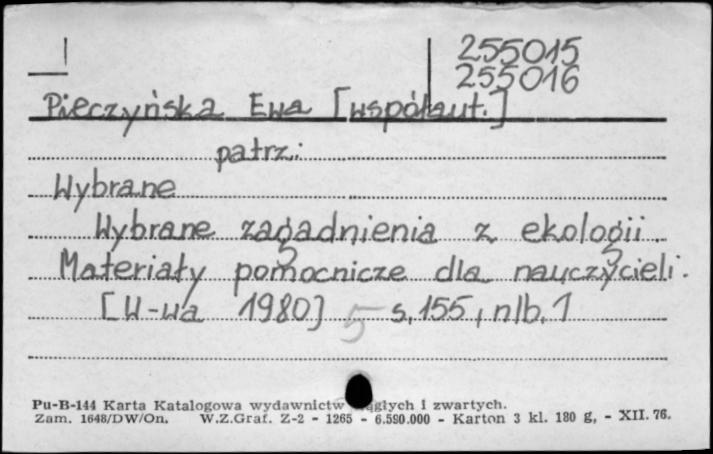 255015
255016
Pieczyńska Ewa [współaut.]
patrz:
Wybrane
Wybrane zagadnienia z ekologii
Materiały pomocnicze dla nauczycieli.
[W-wa 1980] 5 s. 155, nlb. 1
Pu-B-144 Karta Katalogowa wydawnictw ągłych i zwartych.
Zam. 1648/DW/On. W.Z.Graf. Z-2 - 1265 - 6.590.000 - Karton 3 kl. 180 g, - XII. 76.